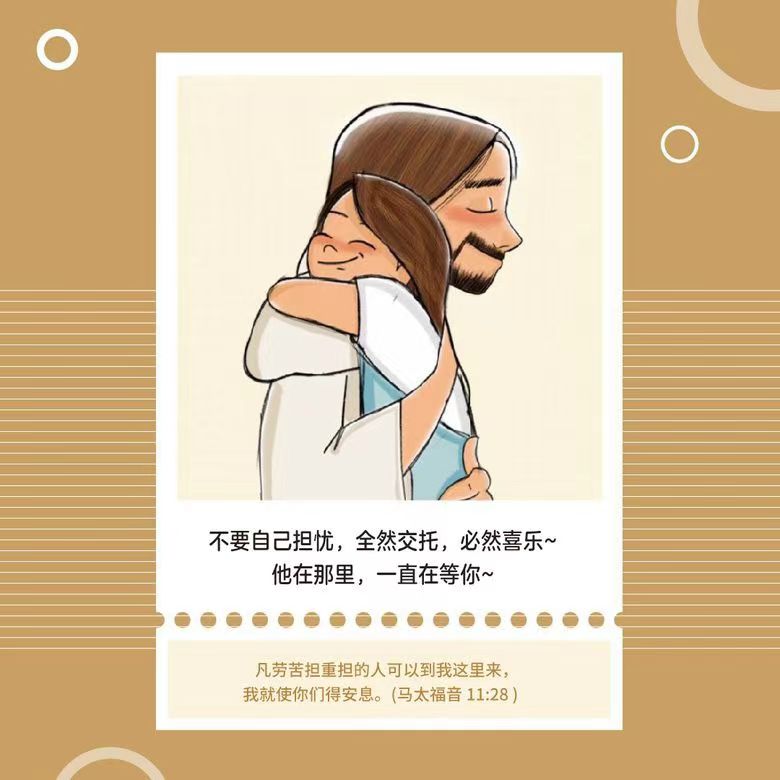 不要自己担忧，全然交托，必然喜乐~
他在那里，一直在等你~
凡劳苦担重担的人可以到我这里来，
我就使你们得安息。(马太福音 11:28 )